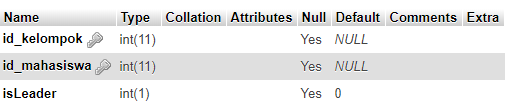 Name Type Collation Attributes Null Default Comments Extra
id_kelompok int(11) Yes NULL
id_mahasiswa int(11) Yes NULL
isLeader int(1) Yes 0